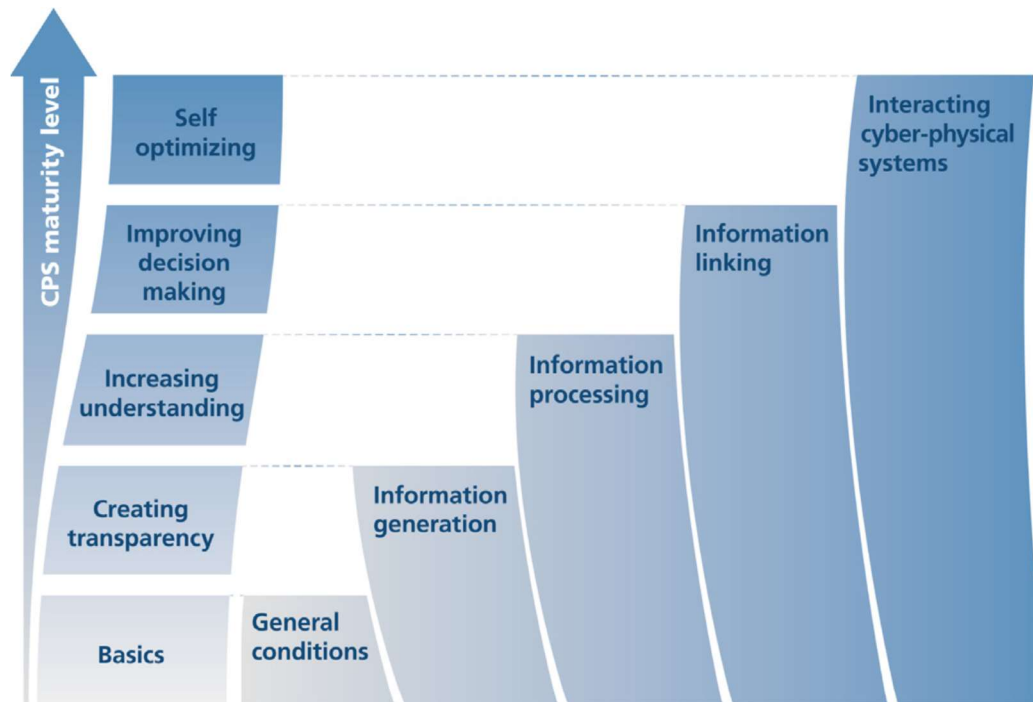 CPS maturity level
Self
optimizing
Interacting
cyber-physical
systems
Improving
decision
making
Information
linking
Increasing
understanding
Information
processing
Creating
transparency
Information
generation
Basics
General
conditions